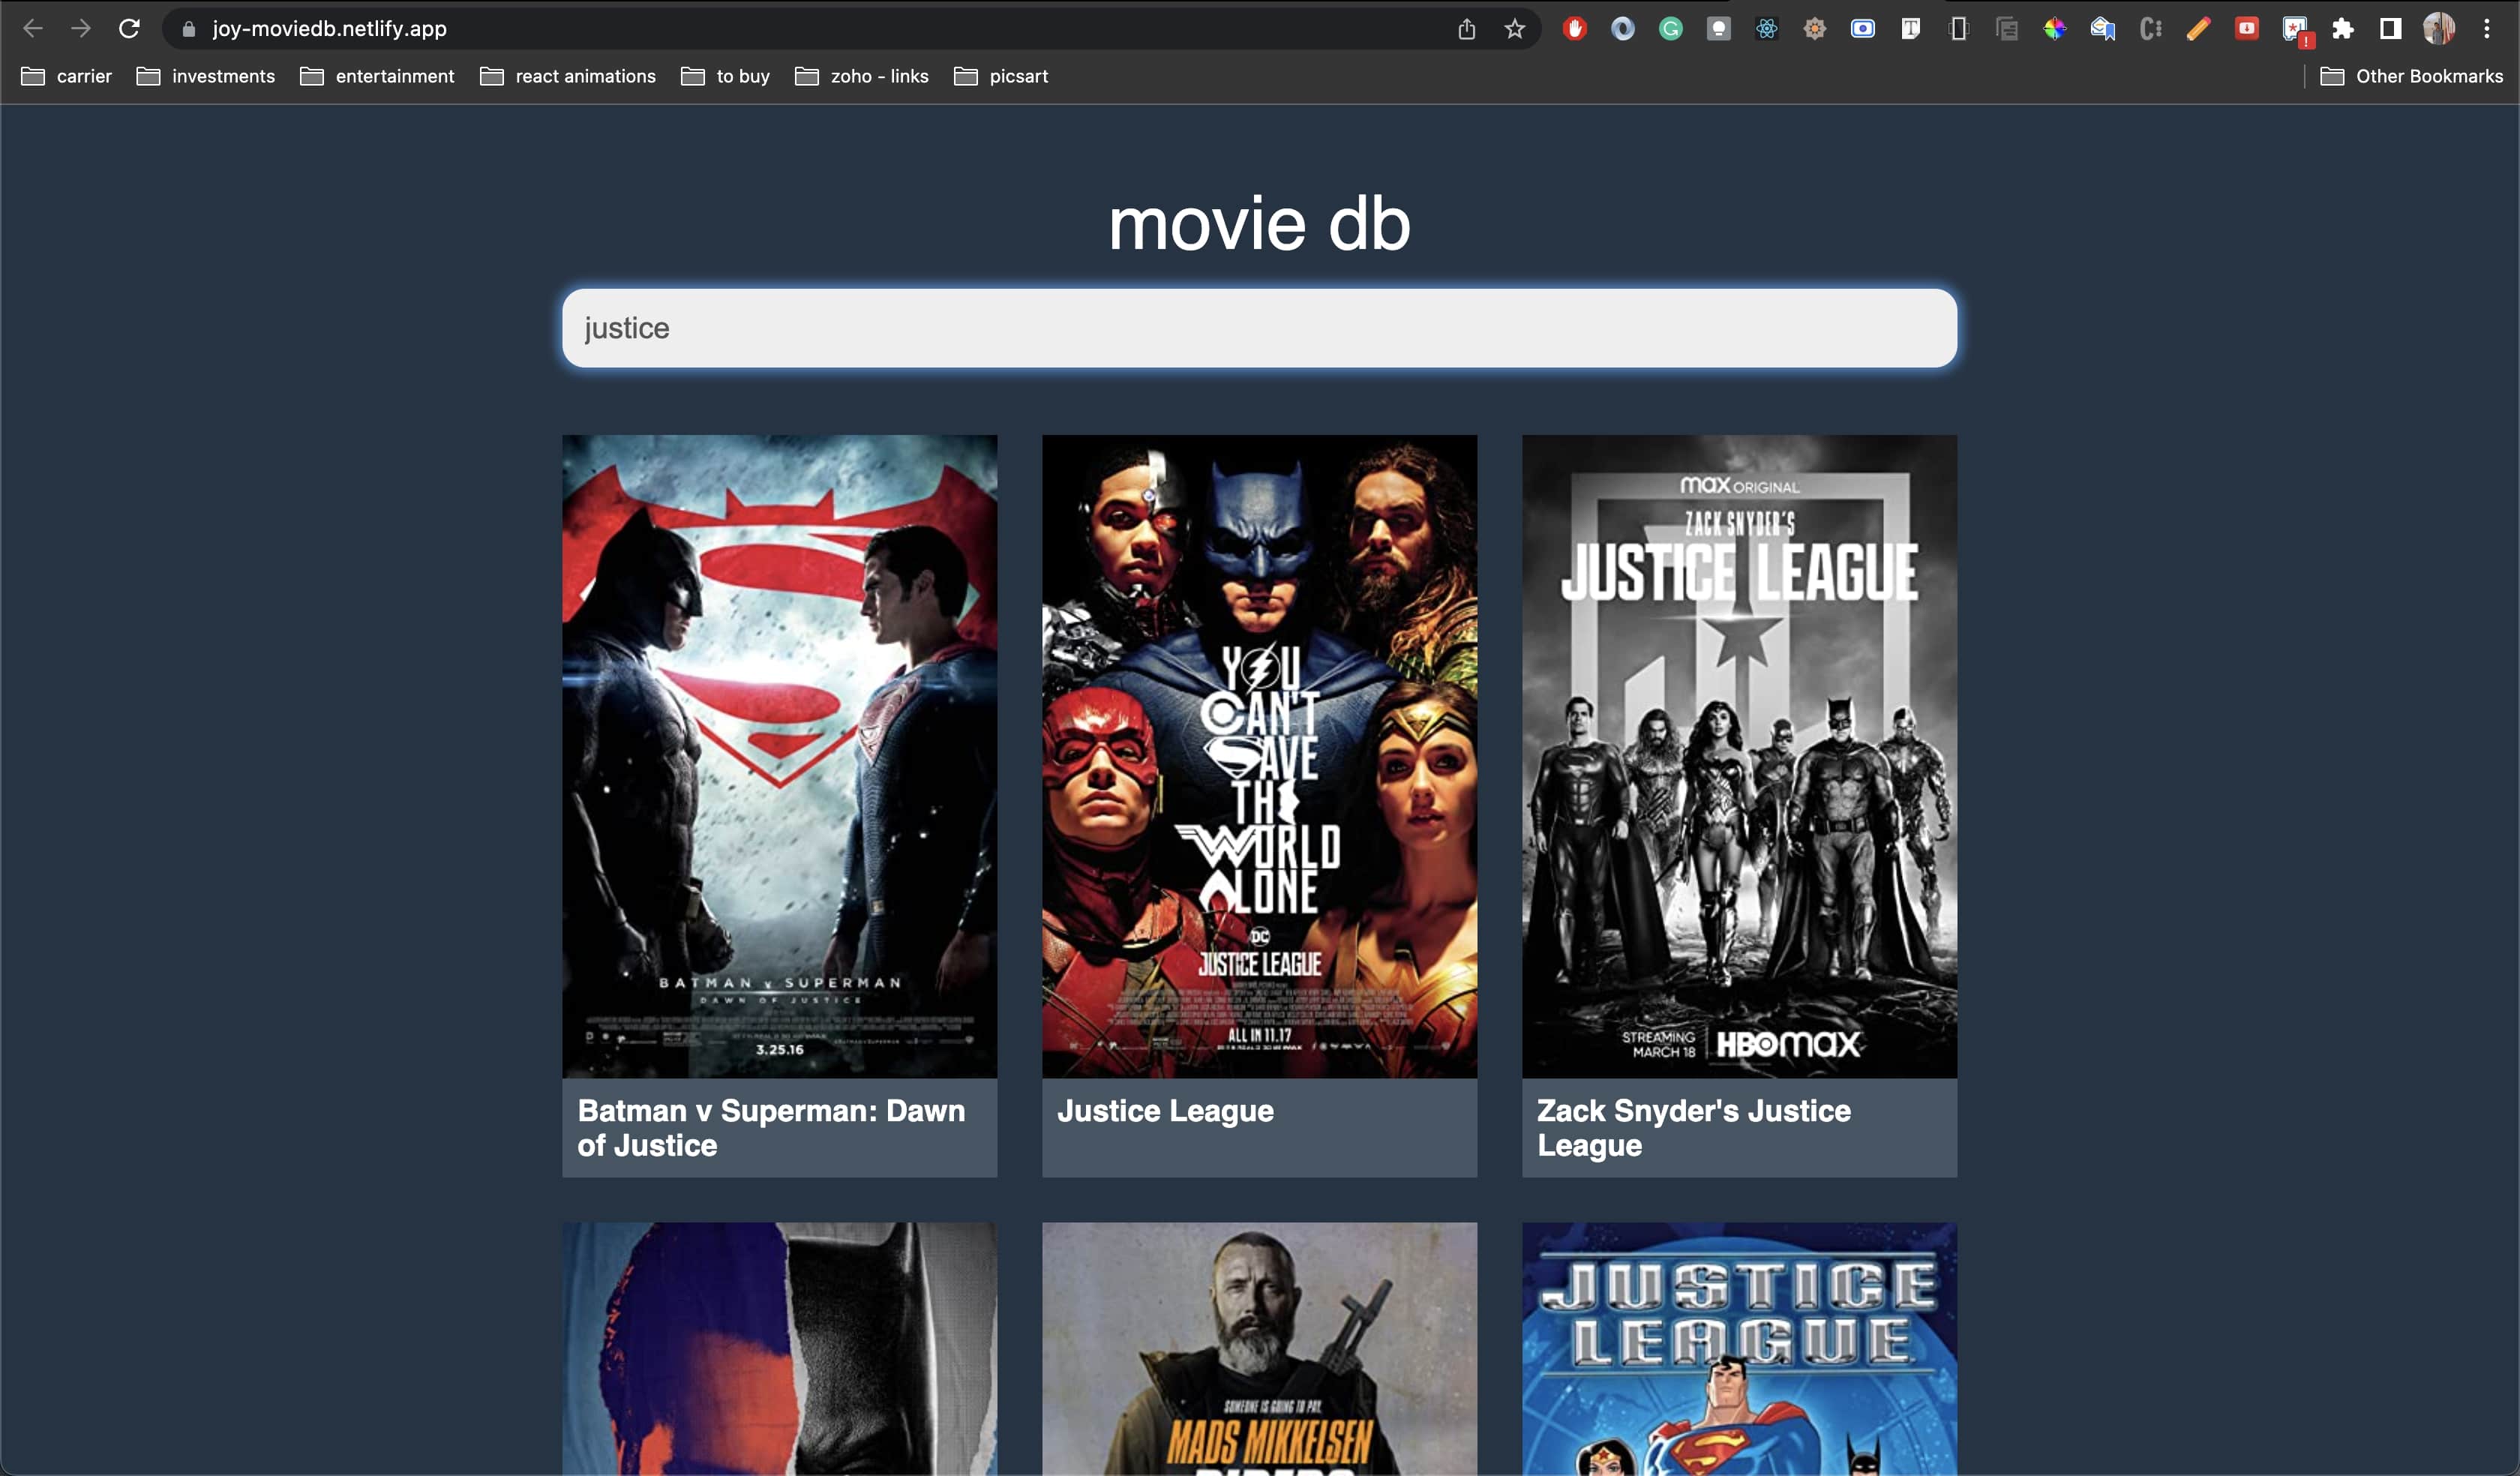 joy-moviedb.netlify.app
carrier
investments
entertainment
react animations
to buy
zoho - links
picsart
Other Bookmarks
movie db
justice
BATMAN v SUPERMAN
DAWN OF JUSTICE
3.25.16
YOU
CAN'T
SAVE
THE
WORLD
ALONE
DC
JUSTICE LEAGUE
ALL IN 11.17
max ORIGINAL
ZACK SNYDER'S
JUSTICE LEAGUE
STREAMING
MARCH 18
HBOmax
Batman v Superman: Dawn
of Justice
Justice League
Zack Snyder's Justice
League
SOMEONE IS GOING TO PAY.
MADS MIKKELSEN
JUSTICE
LEAGUE